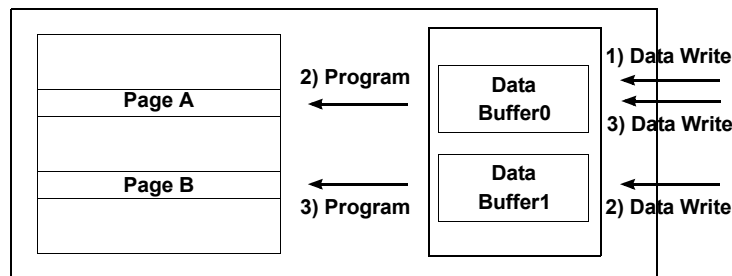 1) Data Write
2) Program
Data
Buffer0
Page A
3) Data Write
Data
Buffer1
Page B
3) Program
2) Data Write